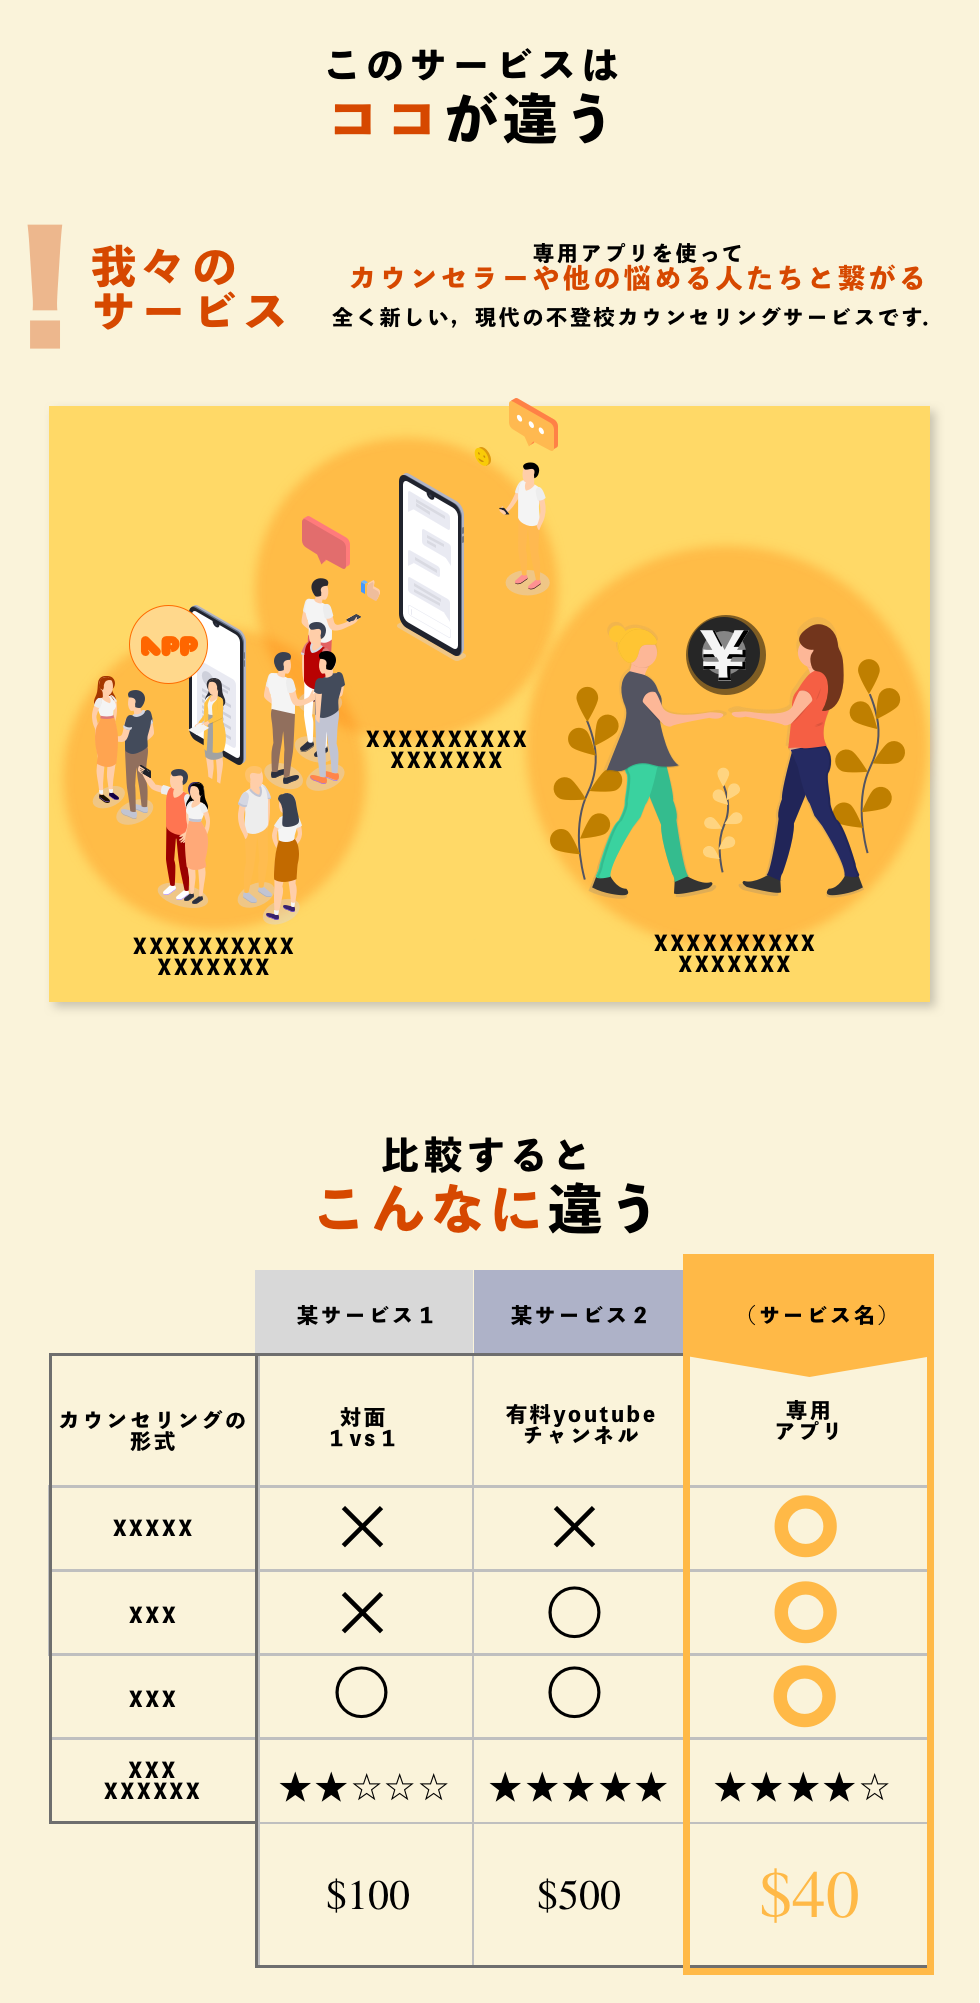 このサービスは
ココが違う
!
我々の
サービス
専用アプリを使って
カウンセラーや他の悩める人たちと繋がる
全く新しい，現代の不登校カウンセリングサービスです.
APP
¥
XXXXXXXXXX
XXXXXXX
XXXXXXXXXX
XXXXXXX
XXXXXXXXXX
XXXXXXX
比較すると
こんなに違う
某サービス１ 某サービス２ （サービス名）
カウンセリングの
形式
対面
１vs１
有料youtube
チャンネル
専用
アプリ
XXXXX × × ○
XXX × ○ ○
XXX ○ ○ ○
XXX
XXXXXX
★★☆☆☆ ★★★★★ ★★★★☆
$100 $500 $40